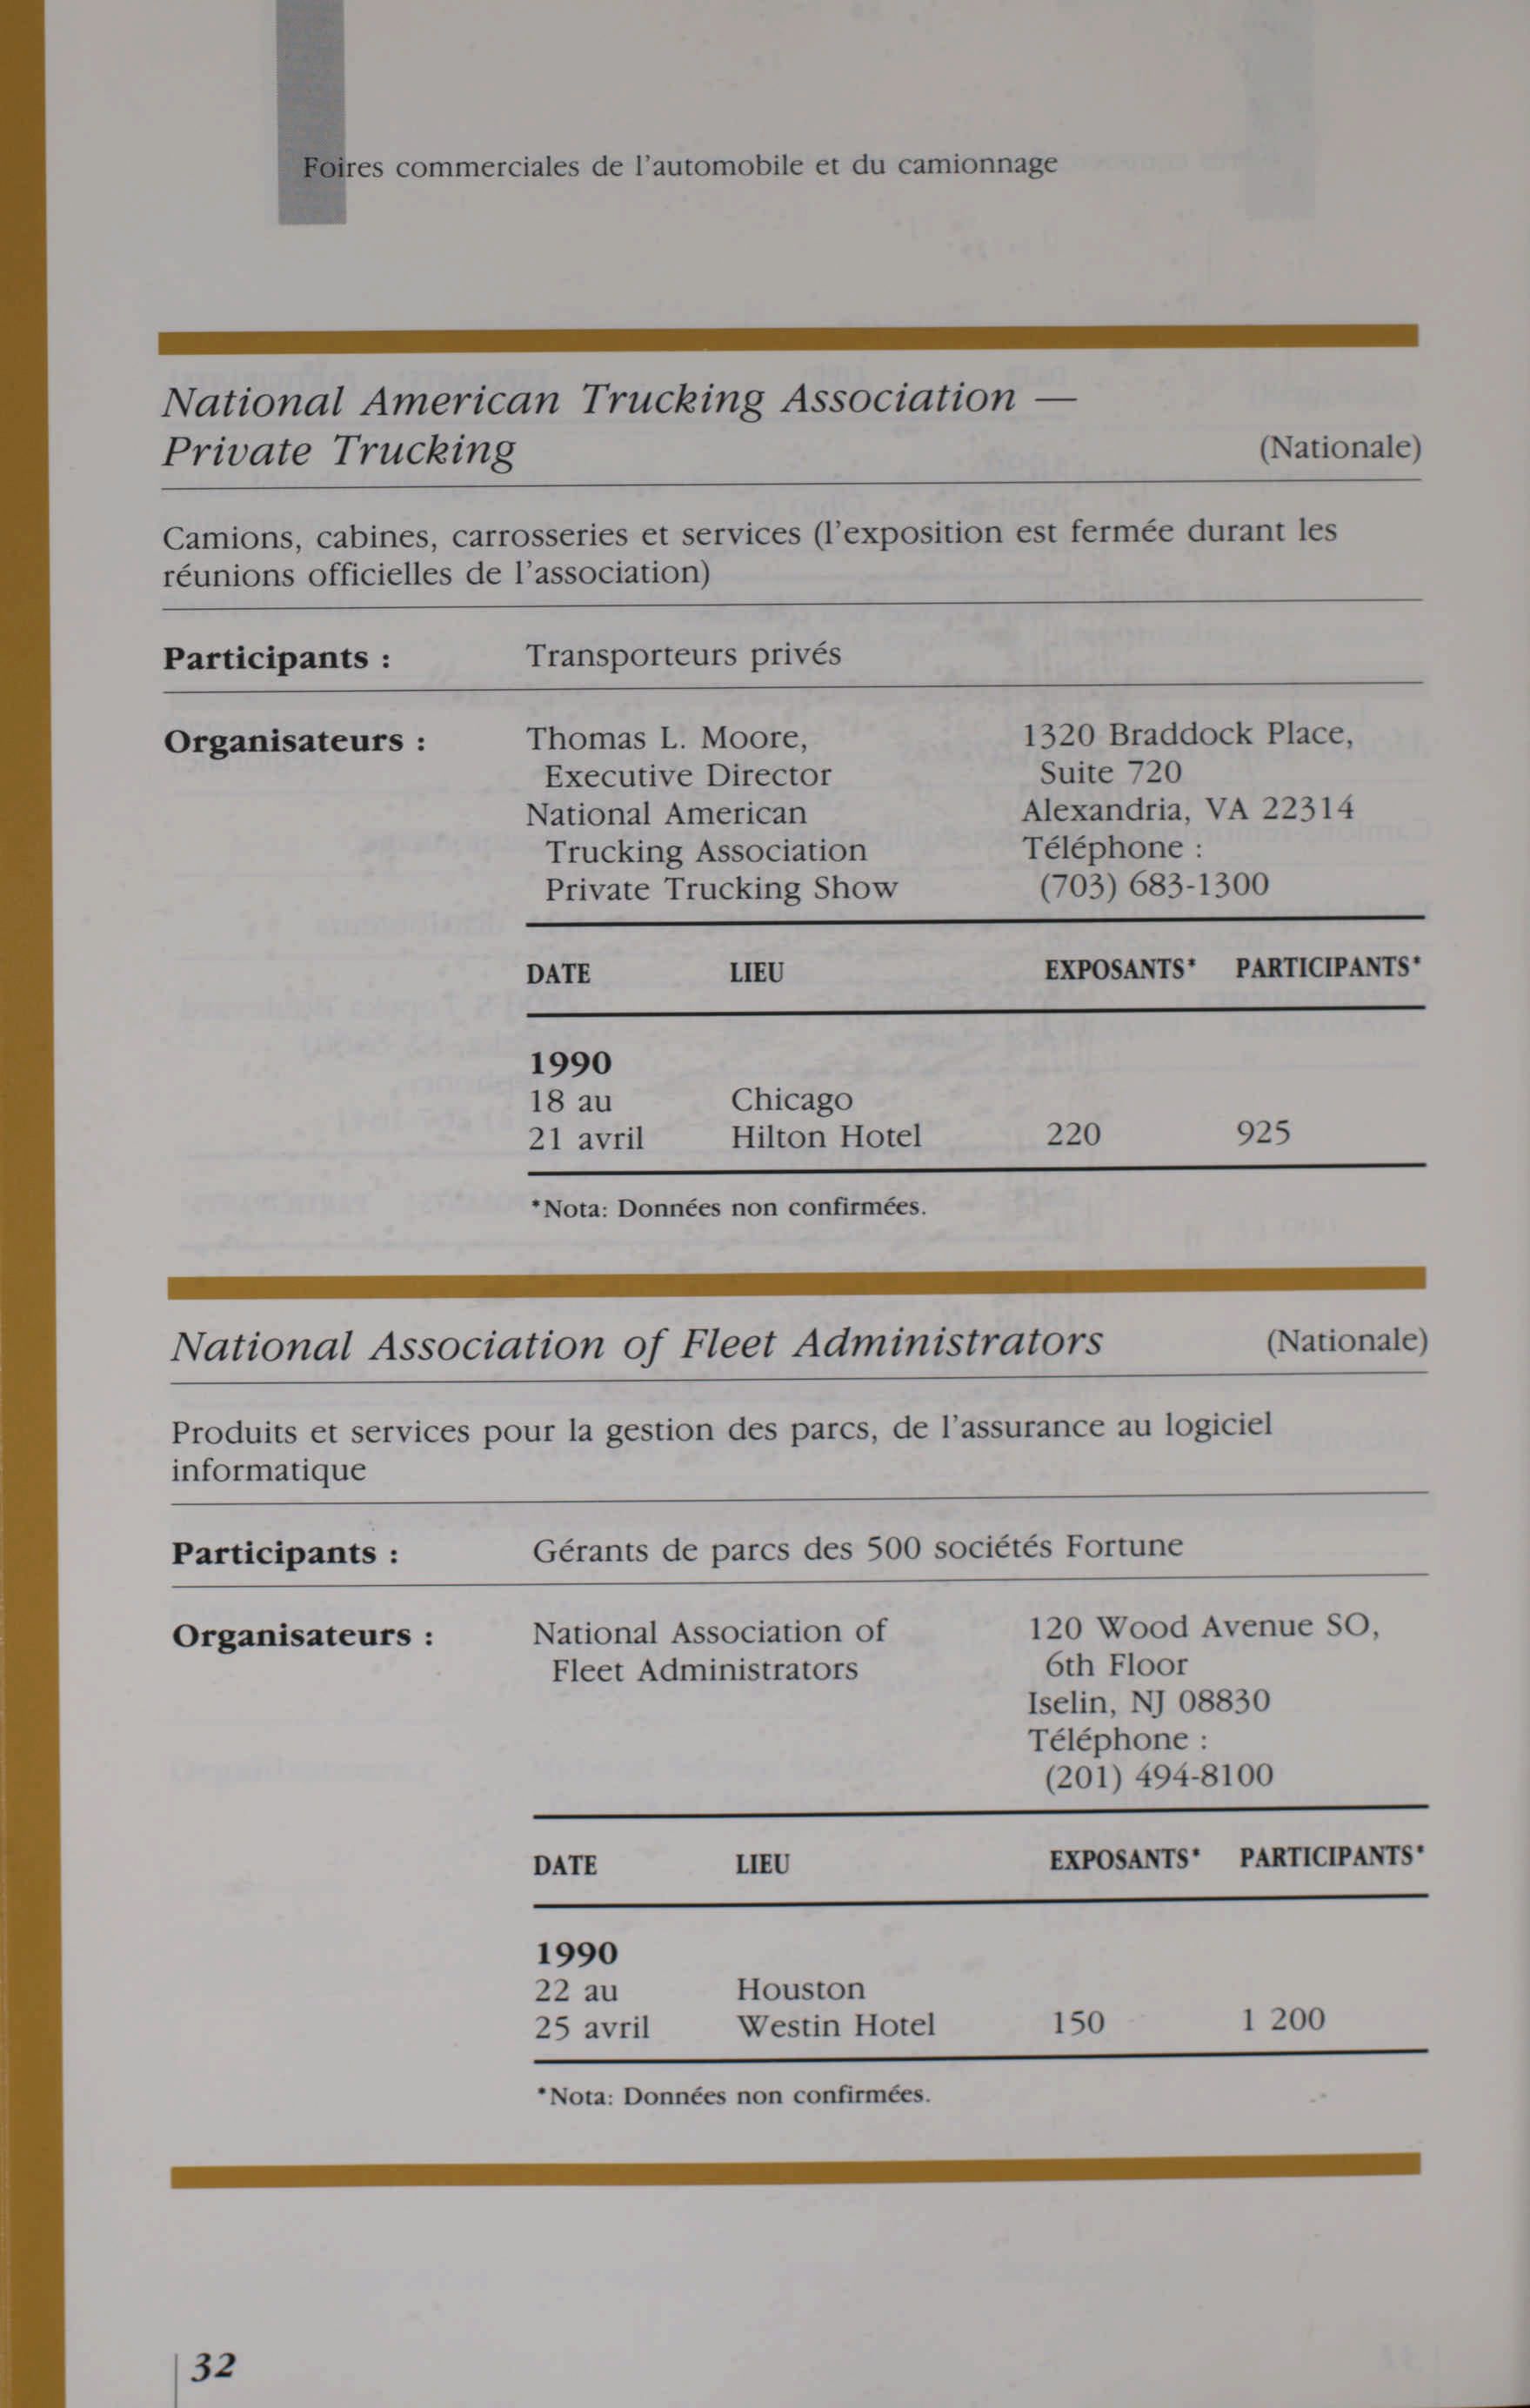 Foires commerciales de l'automobile et du camionnage
National American Trucking Association —
Private Trucking (Nationale)
Camions, cabines, carrosseries et services (l'exposition est fermée durant les
réunions officielles de l'association)
Participants : Transporteurs privés
Organisateurs : Thomas L. Moore, 1320 Braddock Place,
Executive Director Suite 720
National American Alexandria, VA 22314
Trucking Association Téléphone :
Private Trucking Show (703) 683-1300
DATE LIEU EXPOSANTS* PARTICIPANTS*
1990
18 au Chicago
21 avril Hilton Hotel 220 925
*Nota: Données non confirmées.
National Association of Fleet Administrators (Nationale)
Produits et services pour la gestion des parcs, de l'assurance au logiciel
informatique
Participants : Gérants de parcs des 500 sociétés Fortune
Organisateurs : National Association of 120 Wood Avenue SO,
Fleet Administrators 6th Floor
Iselin, NJ 08830
Téléphone :
(201) 494-8100
DATE LIEU EXPOSANTS* PARTICIPANTS*
1990
22 au Houston
25 avril Westin Hotel 150 1 200
*Nota: Données non confirmées.
32